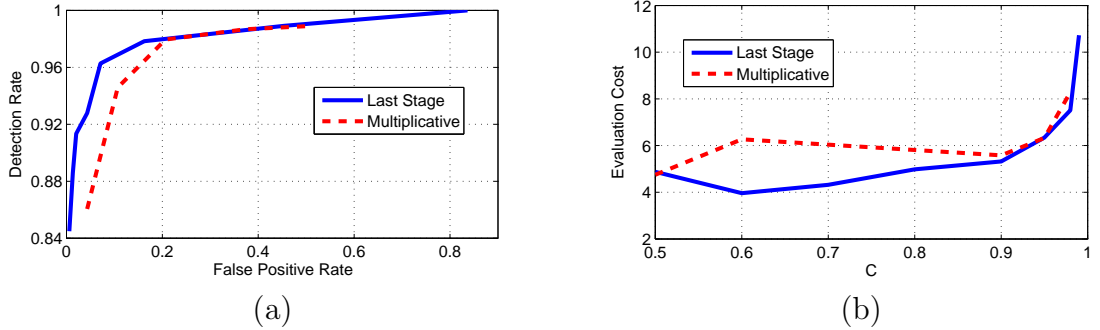 1
0.96
0.92
0.88
0.84
0
0.2
0.4
0.6
0.8
Detection Rate
False Positive Rate
Last Stage
Multiplicative
(a)
12
10
8
6
4
2
0.5
0.6
0.7
0.8
0.9
1
Evaluation Cost
C
Last Stage
Multiplicative
(b)